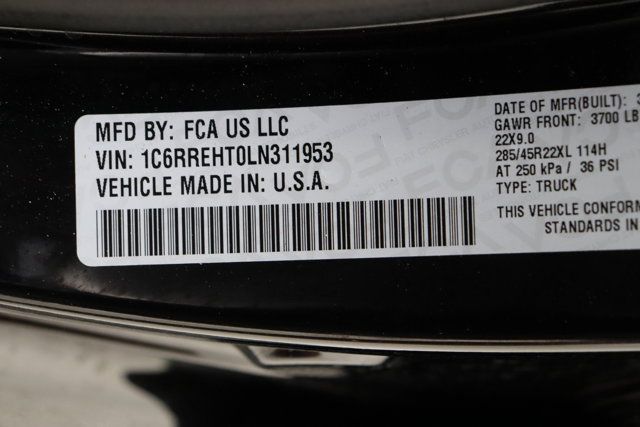 MFD BY: FCA US LLC
VIN: 1C6RREHT0LN311953
VEHICLE MADE IN: U.S.A.
DATE OF MFR(BUILT): 3
GAWR FRONT: 3700 LB
22X9.0
285/45R22XL 114H
AT 250 kPa / 36 PSI
TYPE: TRUCK
THIS VEHICLE CONFORM
STANDARDS IN